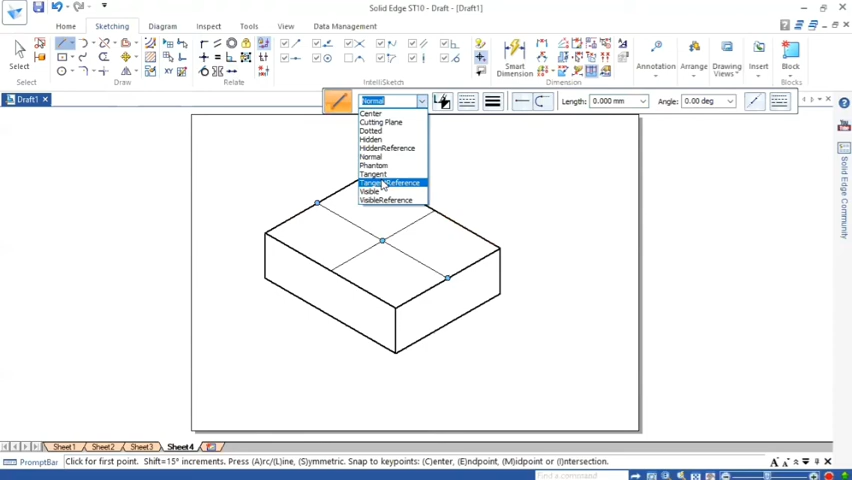 Solid Edge ST10 - Draft - [Draft1]
Home Sketching Diagram Inspect Tools View Data Management
Select
Smart Dimension
Annotation
Drawing Views
Arrange
Insert
Block
Select Draw Relate IntelliSketch Dimension Block
Draft1
Normal
Length: 0.000 mm Angle: 0.00 deg
Center
Cutting Plane
Dotted
Hidden
HiddenReference
Normal
Phantom
Tangent
TangentReference
Visible
VisibleReference
Solid Edge Community
Sheet1 Sheet2 Sheet3 Sheet4
PromptBar Click for first point. Shift=15° increments. Press (A)rc/(L)ine, (S)ymmetric. Snap to keypoints: (C)enter, (E)ndpoint, (M)idpoint or (I)ntersection.
Find a command